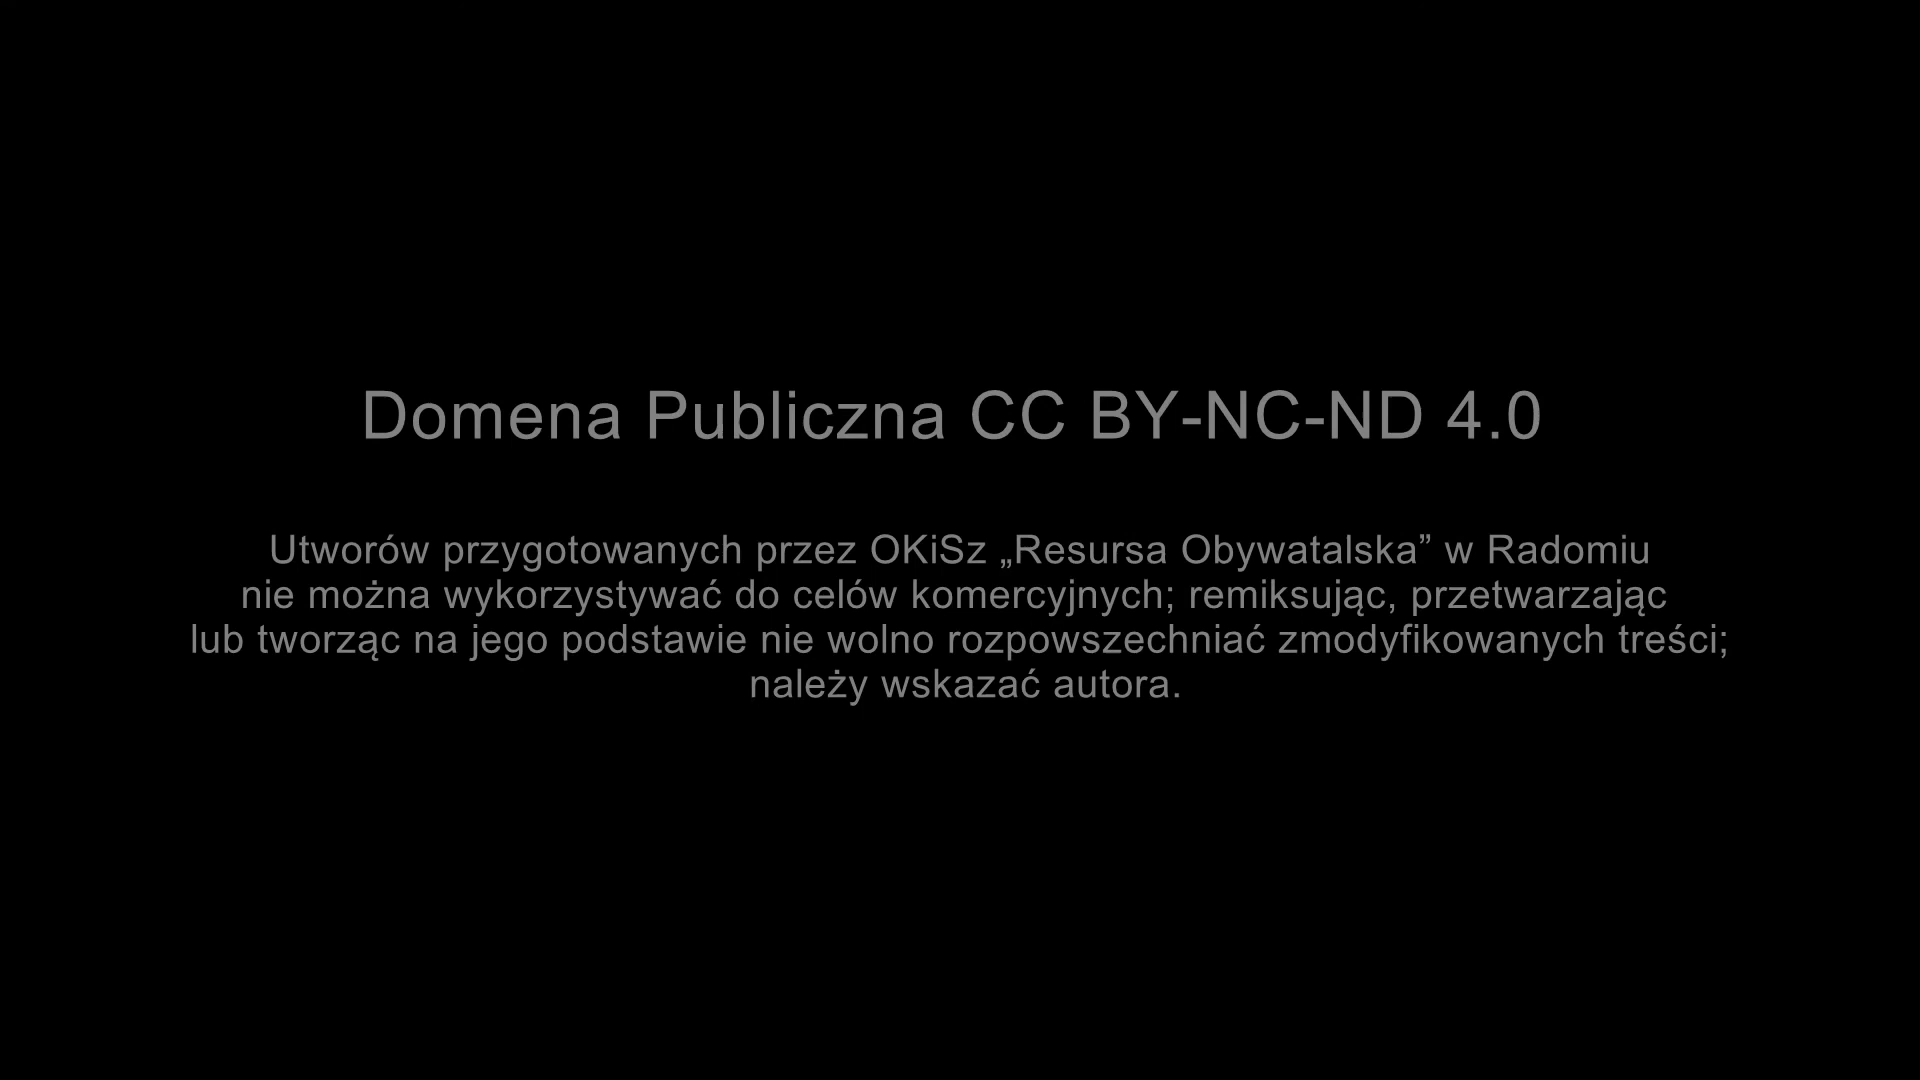 Domena Publiczna CC BY-NC-ND 4.0
Utworów przygotowanych przez OKiSz „Resursa Obywatalska” w Radomiu
nie można wykorzystywać do celów komercyjnych; remiksując, przetwarzając
lub tworząc na jego podstawie nie wolno rozpowszechniać zmodyfikowanych treści;
należy wskazać autora.